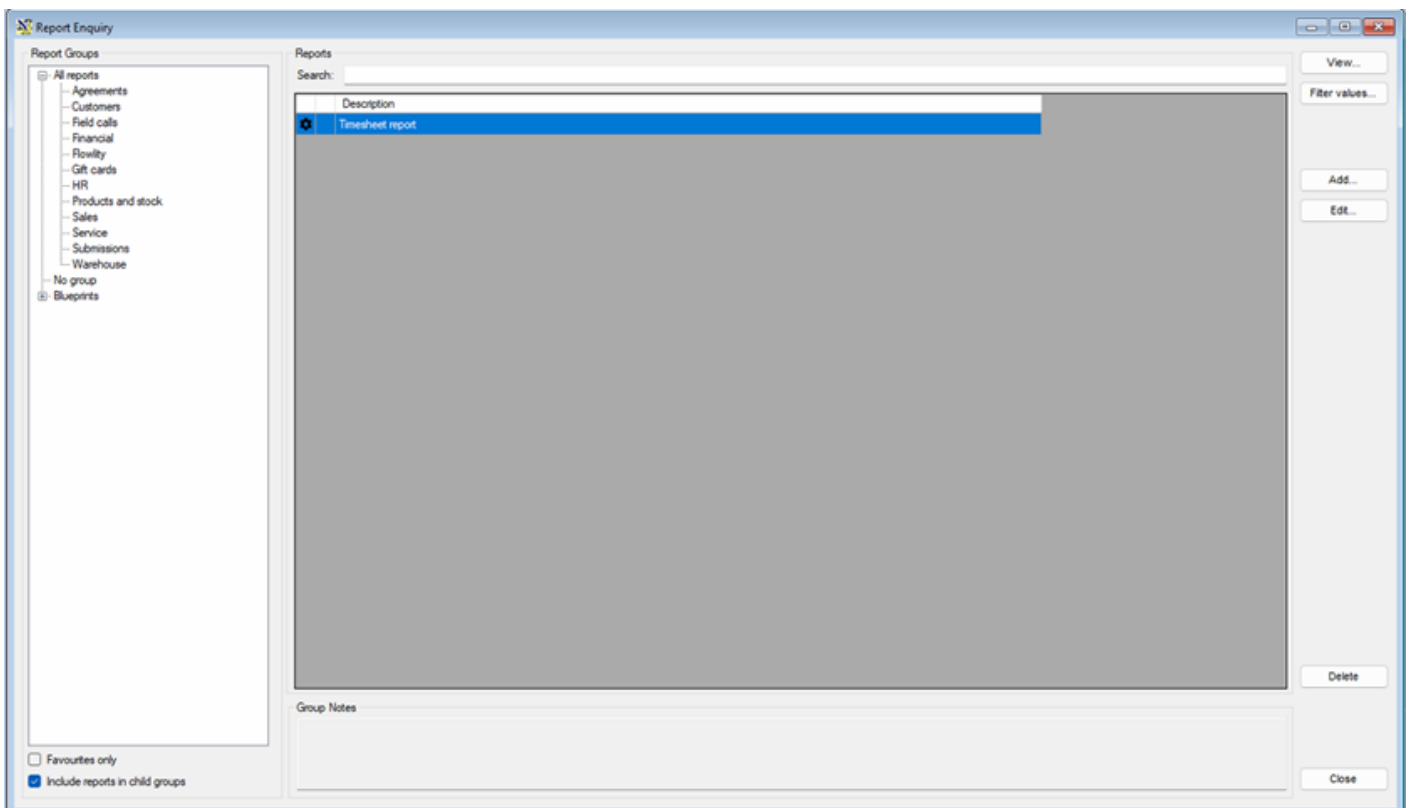 Report Enquiry
Report Groups
All reports
Agreements
Customers
Field calls
Financial
Flowlity
Gift cards
HR
Products and stock
Sales
Service
Submissions
Warehouse
No group
Blueprints
Favourites only
Include reports in child groups
Reports
Search:
Description
Timesheet report
Group Notes
View...
Filter values...
Add...
Edit...
Delete
Close